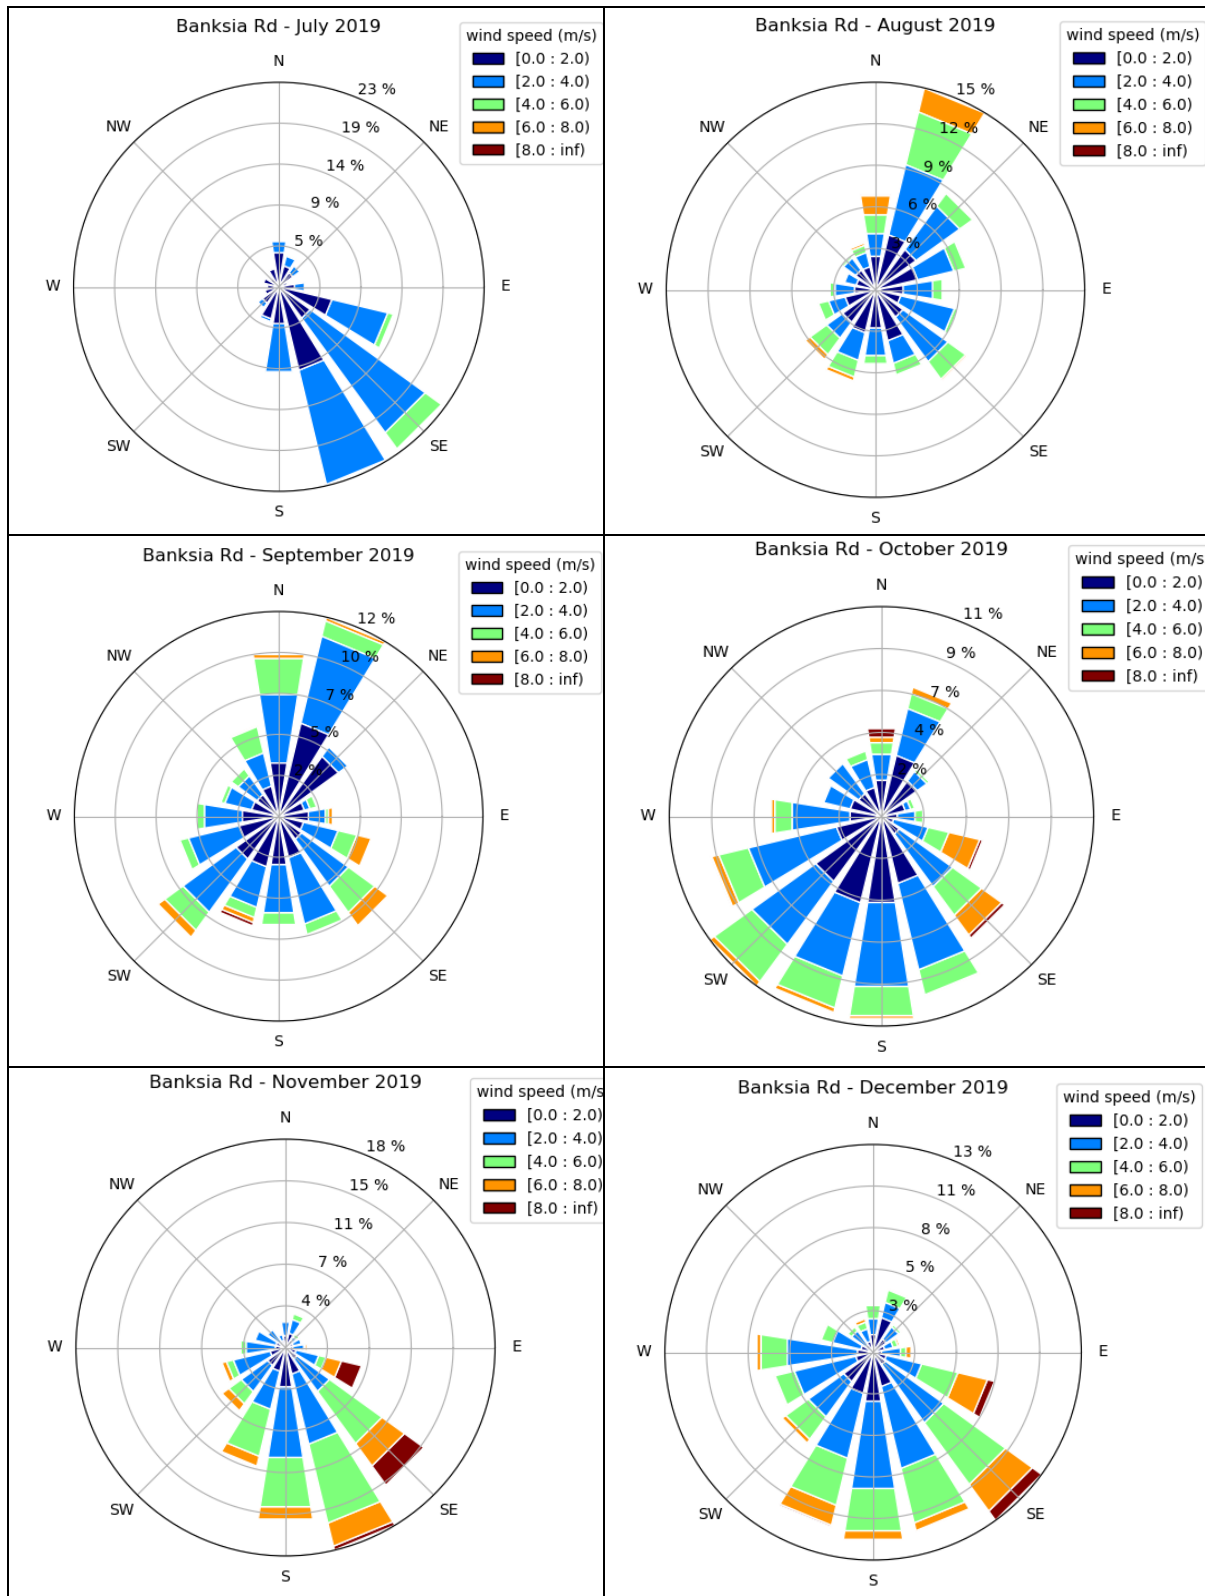 Banksia Rd - July 2019
wind speed (m/s)
[0.0 : 2.0)
[2.0 : 4.0)
[4.0 : 6.0)
[6.0 : 8.0)
[8.0 : inf)
N
23 %
19 %
14 %
9 %
5 %
NW
NE
W
E
SW
SE
S
Banksia Rd - August 2019
wind speed (m/s)
[0.0 : 2.0)
[2.0 : 4.0)
[4.0 : 6.0)
[6.0 : 8.0)
[8.0 : inf)
N
15 %
12 %
9 %
6 %
%
NW
NE
W
E
SW
SE
S
Banksia Rd - September 2019
wind speed (m/s)
[0.0 : 2.0)
[2.0 : 4.0)
[4.0 : 6.0)
[6.0 : 8.0)
[8.0 : inf)
N
12 %
10 %
7 %
5 %
2 %
NW
NE
W
E
SW
SE
S
Banksia Rd - October 2019
wind speed (m/s)
[0.0 : 2.0)
[2.0 : 4.0)
[4.0 : 6.0)
[6.0 : 8.0)
[8.0 : inf)
N
11 %
9 %
7 %
4 %
2 %
NW
NE
W
E
SW
SE
S
Banksia Rd - November 2019
wind speed (m/s
[0.0 : 2.0)
[2.0 : 4.0)
[4.0 : 6.0)
[6.0 : 8.0)
[8.0 : inf)
N
18 %
15 %
11 %
7 %
4 %
NW
NE
W
E
SW
SE
S
Banksia Rd - December 2019
wind speed (m/s)
[0.0 : 2.0)
[2.0 : 4.0)
[4.0 : 6.0)
[6.0 : 8.0)
[8.0 : inf)
N
13 %
11 %
8 %
5 %
3 %
NW
NE
W
E
SW
SE
S